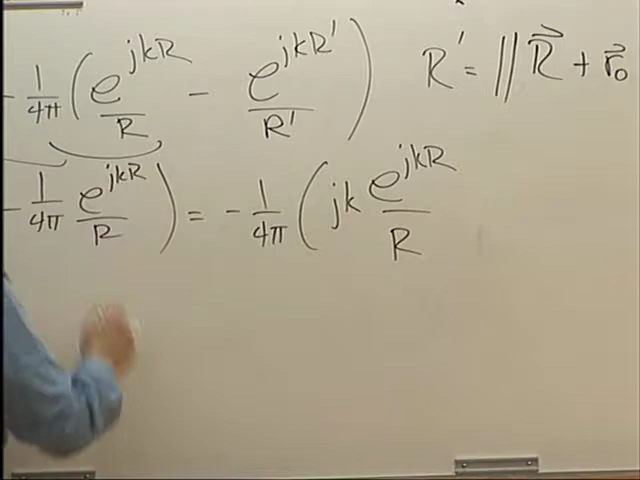 - 1/4π ( e^{jkR}/R - e^{jkR'}/R' ) R' = ‖R⃗ + r⃗₀
- 1/4π e^{jkR}/R ) = - 1/4π ( jk e^{jkR}/R